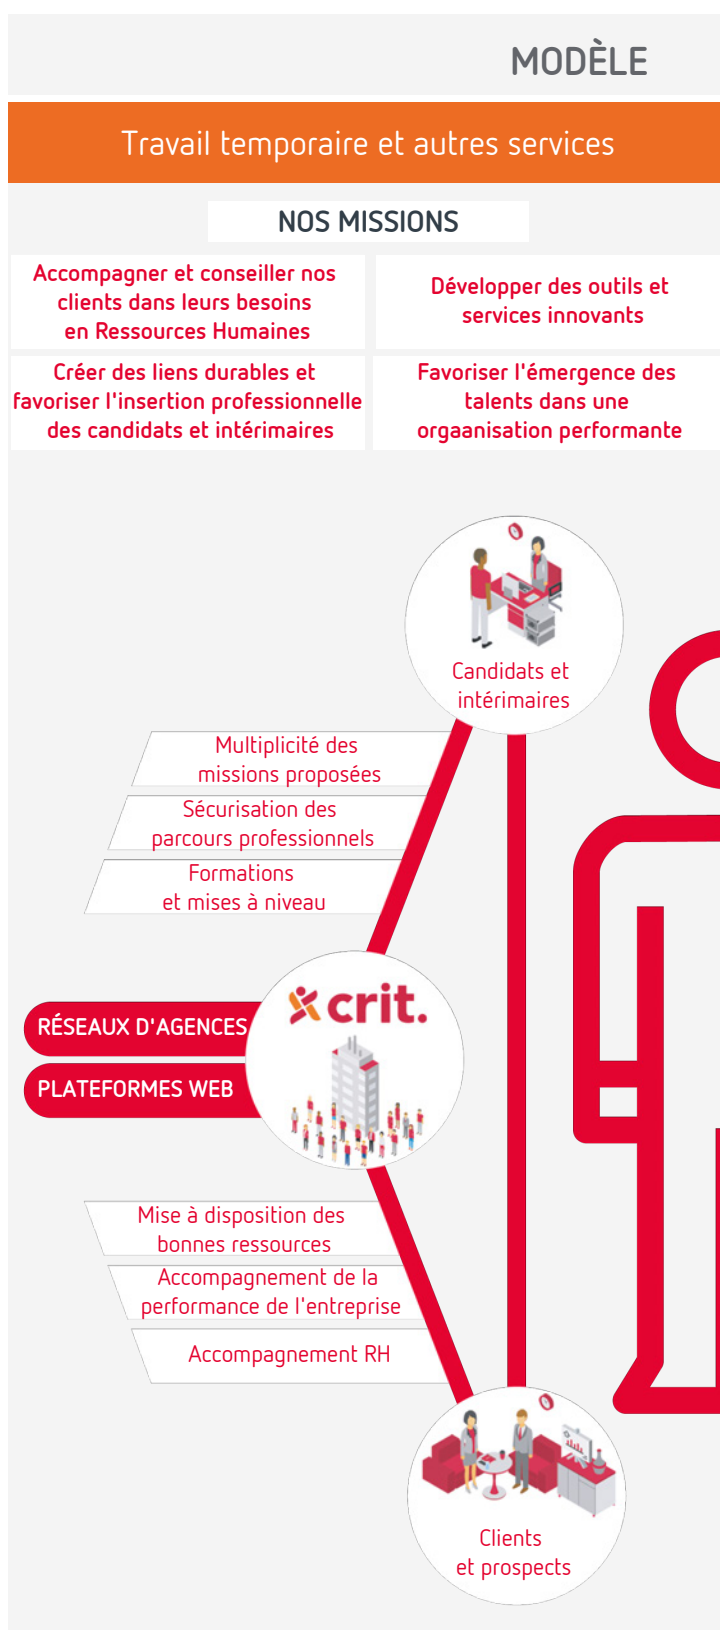 MODÈLE
Travail temporaire et autres services
NOS MISSIONS
Accompagner et conseiller nos
clients dans leurs besoins
en Ressources Humaines
Développer des outils et
services innovants
Créer des liens durables et
favoriser l'insertion professionnelle
des candidats et intérimaires
Favoriser l'émergence des
talents dans une
orgaanisation performante
Candidats et
intérimaires
Multiplicité des
missions proposées
Sécurisation des
parcours professionnels
Formations
et mises à niveau
crit.
RÉSEAUX D'AGENCES
PLATEFORMES WEB
Mise à disposition des
bonnes ressources
Accompagnement de la
performance de l'entreprise
Accompagnement RH
Clients
et prospects